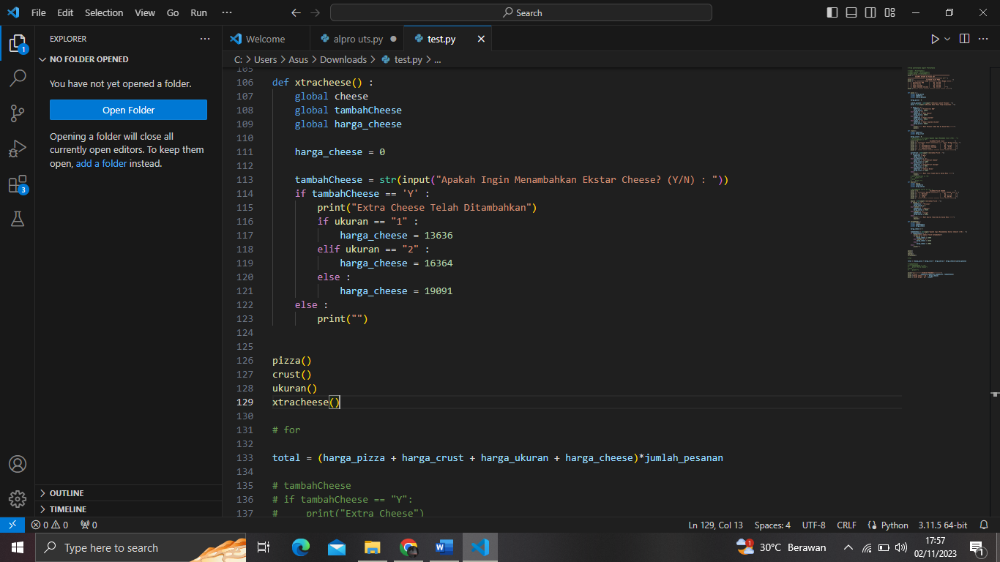 File Edit Selection View Go Run ... Search
EXPLORER ...
NO FOLDER OPENED
You have not yet opened a folder.
Open Folder
Opening a folder will close all
currently open editors. To keep them
open, add a folder instead.
OUTLINE
TIMELINE
1
3
Welcome alpro uts.py test.py
C: > Users > Asus > Downloads > test.py > ...
105
106 def xtracheese() :
107 global cheese
108 global tambahCheese
109 global harga_cheese
110
111 harga_cheese = 0
112
113 tambahCheese = str(input("Apakah Ingin Menambahkan Ekstar Cheese? (Y/N) : "))
114 if tambahCheese == 'Y' :
115 print("Extra Cheese Telah Ditambahkan")
116 if ukuran == "1" :
117 harga_cheese = 13636
118 elif ukuran == "2" :
119 harga_cheese = 16364
120 else :
121 harga_cheese = 19091
122 else :
123 print("")
124
125
126 pizza()
127 crust()
128 ukuran()
129 xtracheese()
130
131 # for
132
133 total = (harga_pizza + harga_crust + harga_ukuran + harga_cheese)*jumlah_pesanan
134
135 # tambahCheese
136 # if tambahCheese == "Y":
137 # print("Extra Cheese")
0 0 0 Ln 129, Col 13 Spaces: 4 UTF-8 CRLF Python 3.11.5 64-bit
Type here to search
1 30°C Berawan
17:57
02/11/2023
1